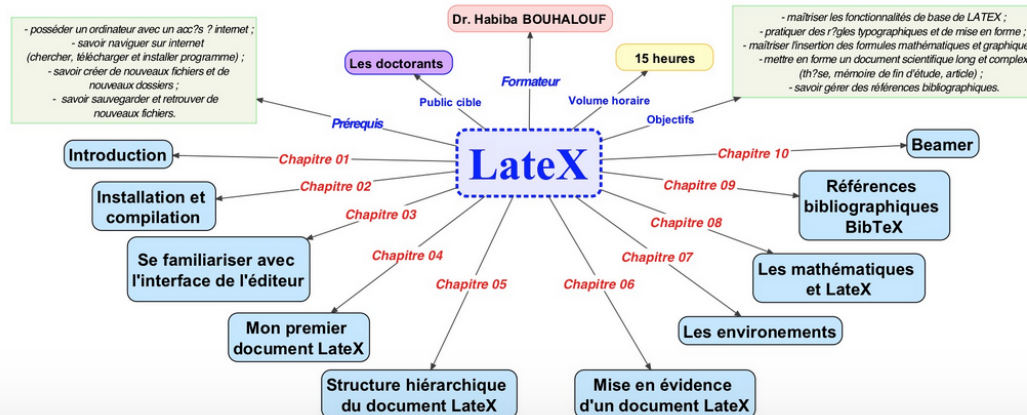 Dr. Habiba BOUHALOUF
- posséder un ordinateur avec un acc?s ? internet ;
- savoir naviguer sur internet
(chercher, télécharger et installer programme) ;
- savoir créer de nouveaux fichiers et de
nouveaux dossiers ;
- savoir sauvegarder et retrouver de
nouveaux fichiers.
- maîtriser les fonctionnalités de base de LATEX ;
- pratiquer des r?gles typographiques et de mise en forme ;
- maîtriser l'insertion des formules mathématiques et graphique
- mettre en forme un document scientifique long et complex
(th?se, mémoire de fin d'étude, article) ;
- savoir gérer des références bibliographiques.
Les doctorants
15 heures
Formateur
Public cible
Volume horaire
Prérequis
Objectifs
LateX
Chapitre 01
Introduction
Chapitre 02
Installation et
compilation
Chapitre 03
Se familiariser avec
l'interface de l'éditeur
Chapitre 04
Mon premier
document LateX
Chapitre 05
Structure hiérarchique
du document LateX
Chapitre 06
Mise en évidence
d'un document LateX
Chapitre 07
Les environements
Chapitre 08
Les mathématiques
et LateX
Chapitre 09
Références
bibliographiques
BibTeX
Chapitre 10
Beamer